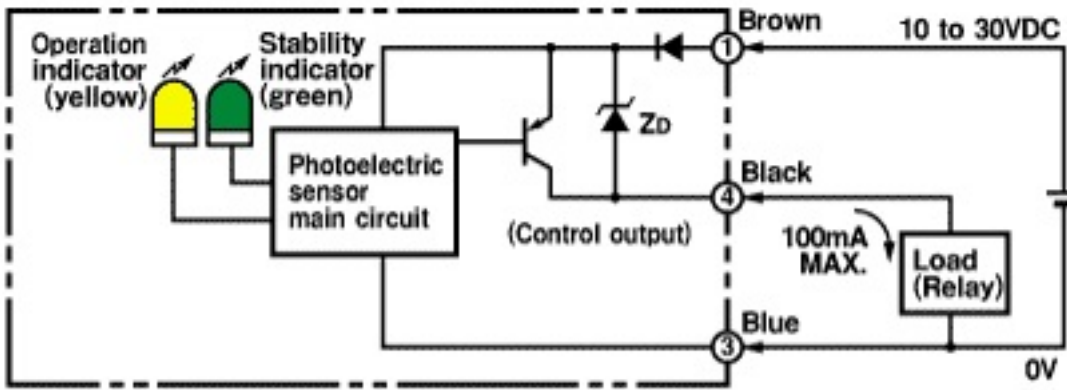 Operation
indicator
(yellow)
Stability
indicator
(green)
Brown
10 to 30VDC
1
ZD
Photoelectric
sensor
main circuit
Black
4
(Control output)
100mA
MAX.
Load
(Relay)
Blue
3
0V